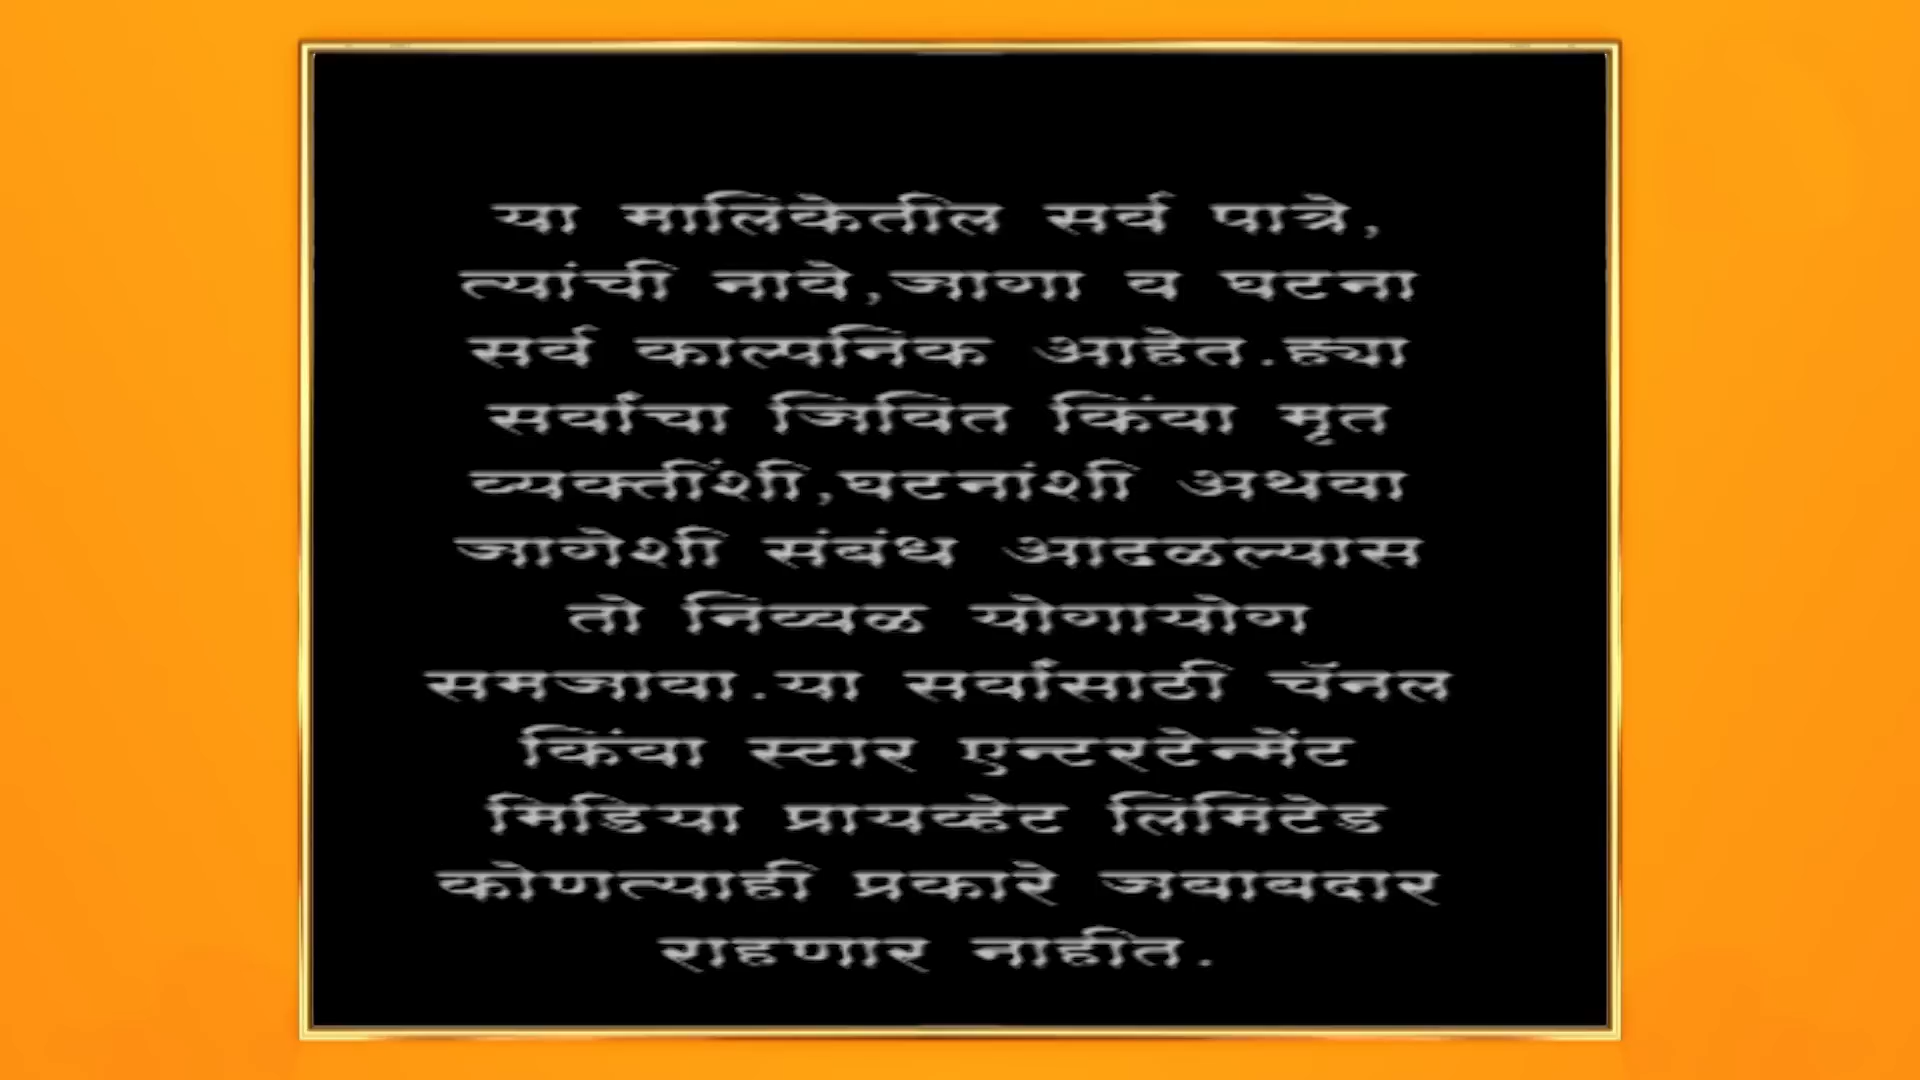 या मालिकेतील सर्व पात्रे,
त्यांची नावे,जागा व घटना
सर्व काल्पनिक आहेत.ह्या
सर्वांचा जिवित किंवा मृत
व्यक्तींशी,घटनांशी अथवा
जागेशी संबंध आढळल्यास
तो निव्वळ योगायोग
समजावा.या सर्वांसाठी चॅनल
किंवा स्टार एन्टरटेन्मेंट
मिडिया प्रायव्हेट लिमिटेड
कोणत्याही प्रकारे जबाबदार
राहणार नाहीत.